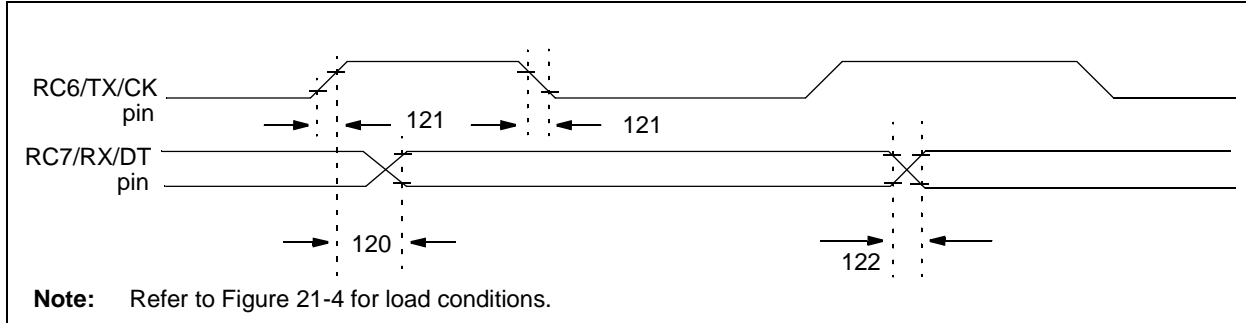 RC6/TX/CK
pin
121
121
RC7/RX/DT
pin
120
122
Note: Refer to Figure 21-4 for load conditions.